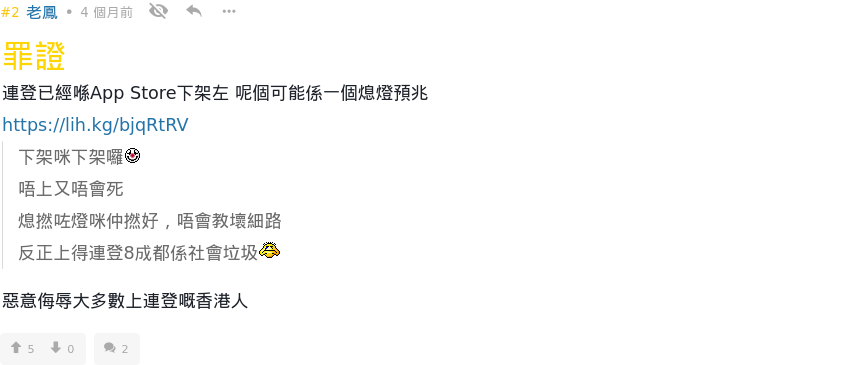 #2 老鳳 • 4 個月前
罪證
連登已經喺App Store下架左 呢個可能係一個熄燈預兆
https://lih.kg/bjqRtRV
下架咪下架囉
唔上又唔會死
熄撚咗燈咪仲撚好，唔會教壞細路
反正上得連登8成都係社會垃圾
惡意侮辱大多數上連登嘅香港人
5 0 2